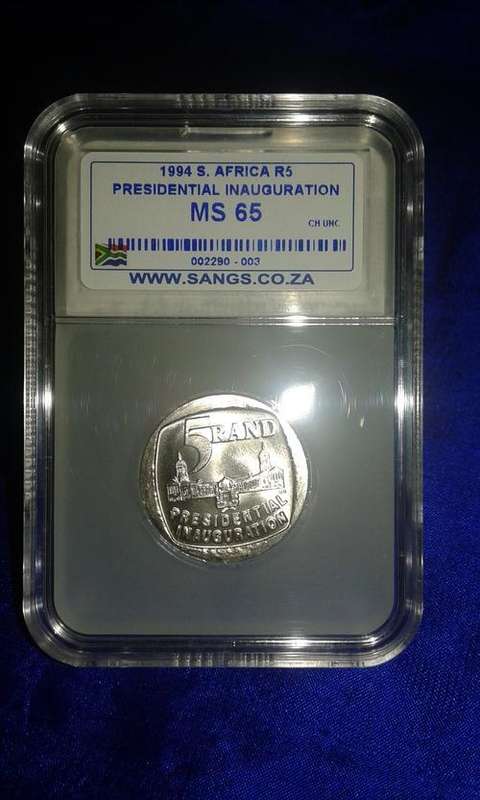 1994 S. AFRICA R5
PRESIDENTIAL INAUGURATION
MS 65
CH UNC
002290 - 003
WWW.SANGS.CO.ZA
5 RAND
PRESIDENTIAL
INAUGURATION